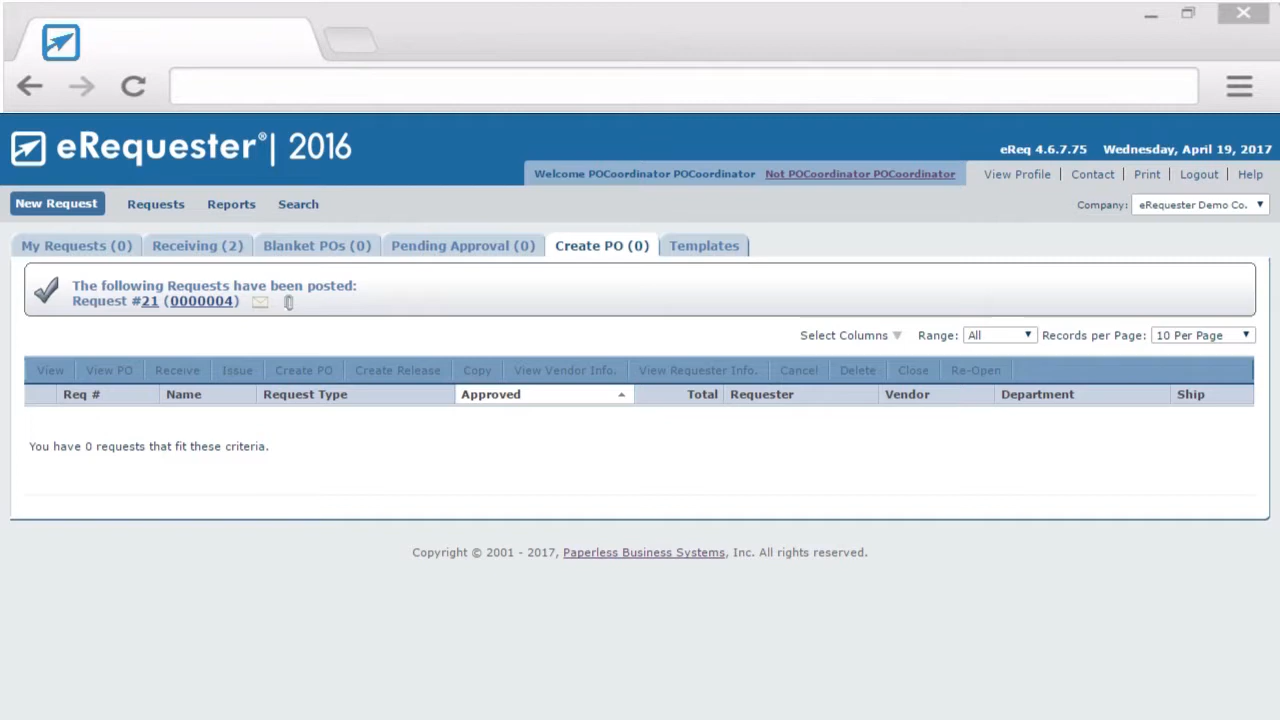 eRequester® | 2016
eReq 4.6.7.75 Wednesday, April 19, 2017
Welcome POCoordinator POCoordinator Not POCoordinator POCoordinator View Profile | Contact | Print | Logout | Help
New Request Requests Reports Search Company: eRequester Demo Co.
My Requests (0) Receiving (2) Blanket POs (0) Pending Approval (0) Create PO (0) Templates
The following Requests have been posted:
Request #21 (0000004)
Select Columns Range: All Records per Page: 10 Per Page
View View PO Receive Issue Create PO Create Release Copy View Vendor Info. View Requester Info. Cancel Delete Close Re-Open
Req # Name Request Type Approved Total Requester Vendor Department Ship
You have 0 requests that fit these criteria.
Copyright © 2001 - 2017, Paperless Business Systems, Inc. All rights reserved.